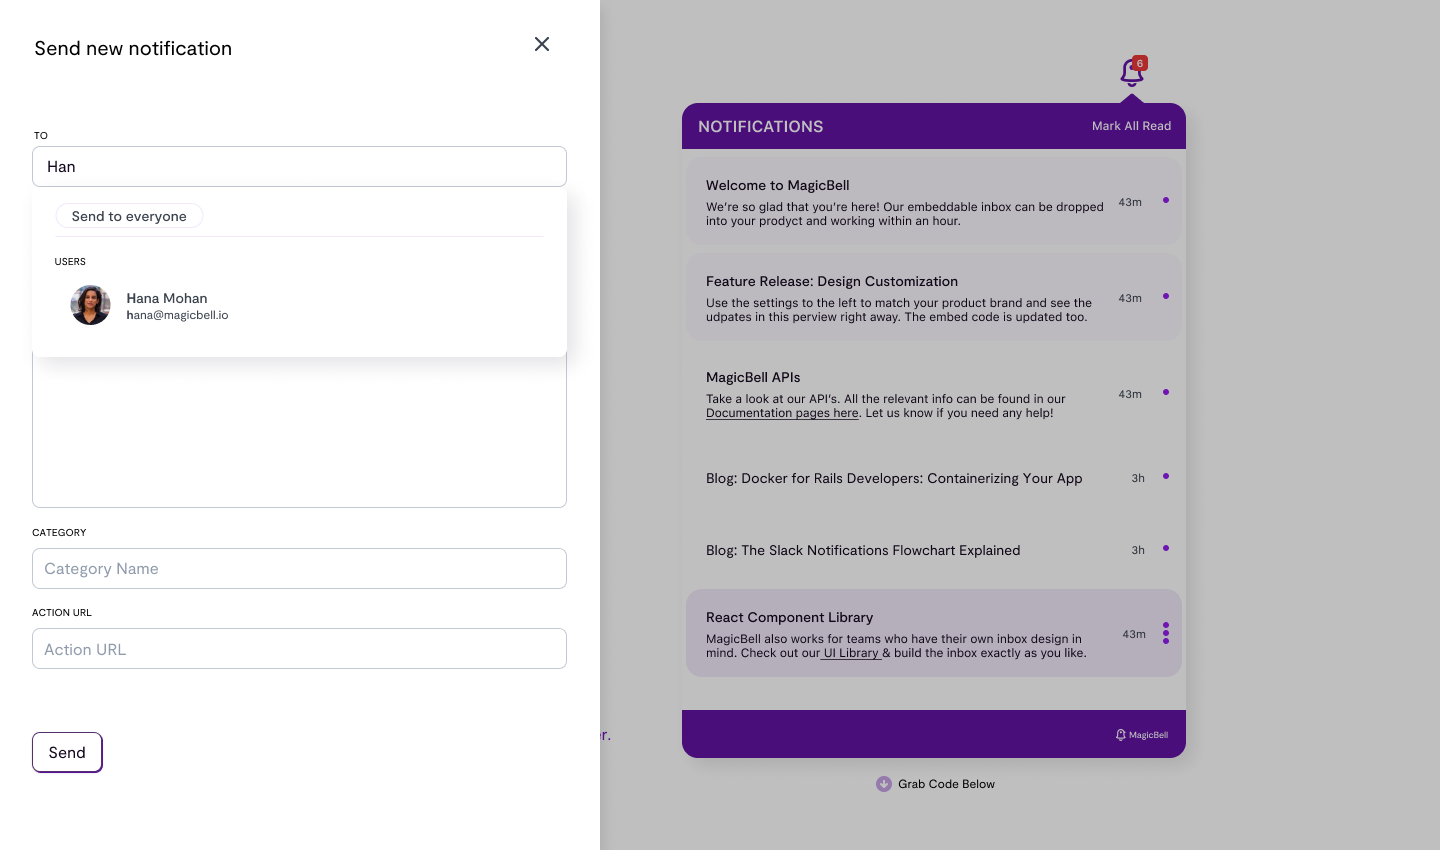 Send new notification
TO
Han
Send to everyone
USERS
Hana Mohan
hana@magicbell.io
CATEGORY
Category Name
ACTION URL
Action URL
Send
6
NOTIFICATIONS
Mark All Read
Welcome to MagicBell
We're so glad that you're here! Our embeddable inbox can be dropped
into your prodyct and working within an hour.
43m
Feature Release: Design Customization
Use the settings to the left to match your product brand and see the
udpates in this perview right away. The embed code is updated too.
43m
MagicBell APIs
Take a look at our API's. All the relevant info can be found in our
Documentation pages here. Let us know if you need any help!
43m
Blog: Docker for Rails Developers: Containerizing Your App
3h
Blog: The Slack Notifications Flowchart Explained
3h
React Component Library
MagicBell also works for teams who have their own inbox design in
mind. Check out our UI Library & build the inbox exactly as you like.
43m
er.
MagicBell
Grab Code Below